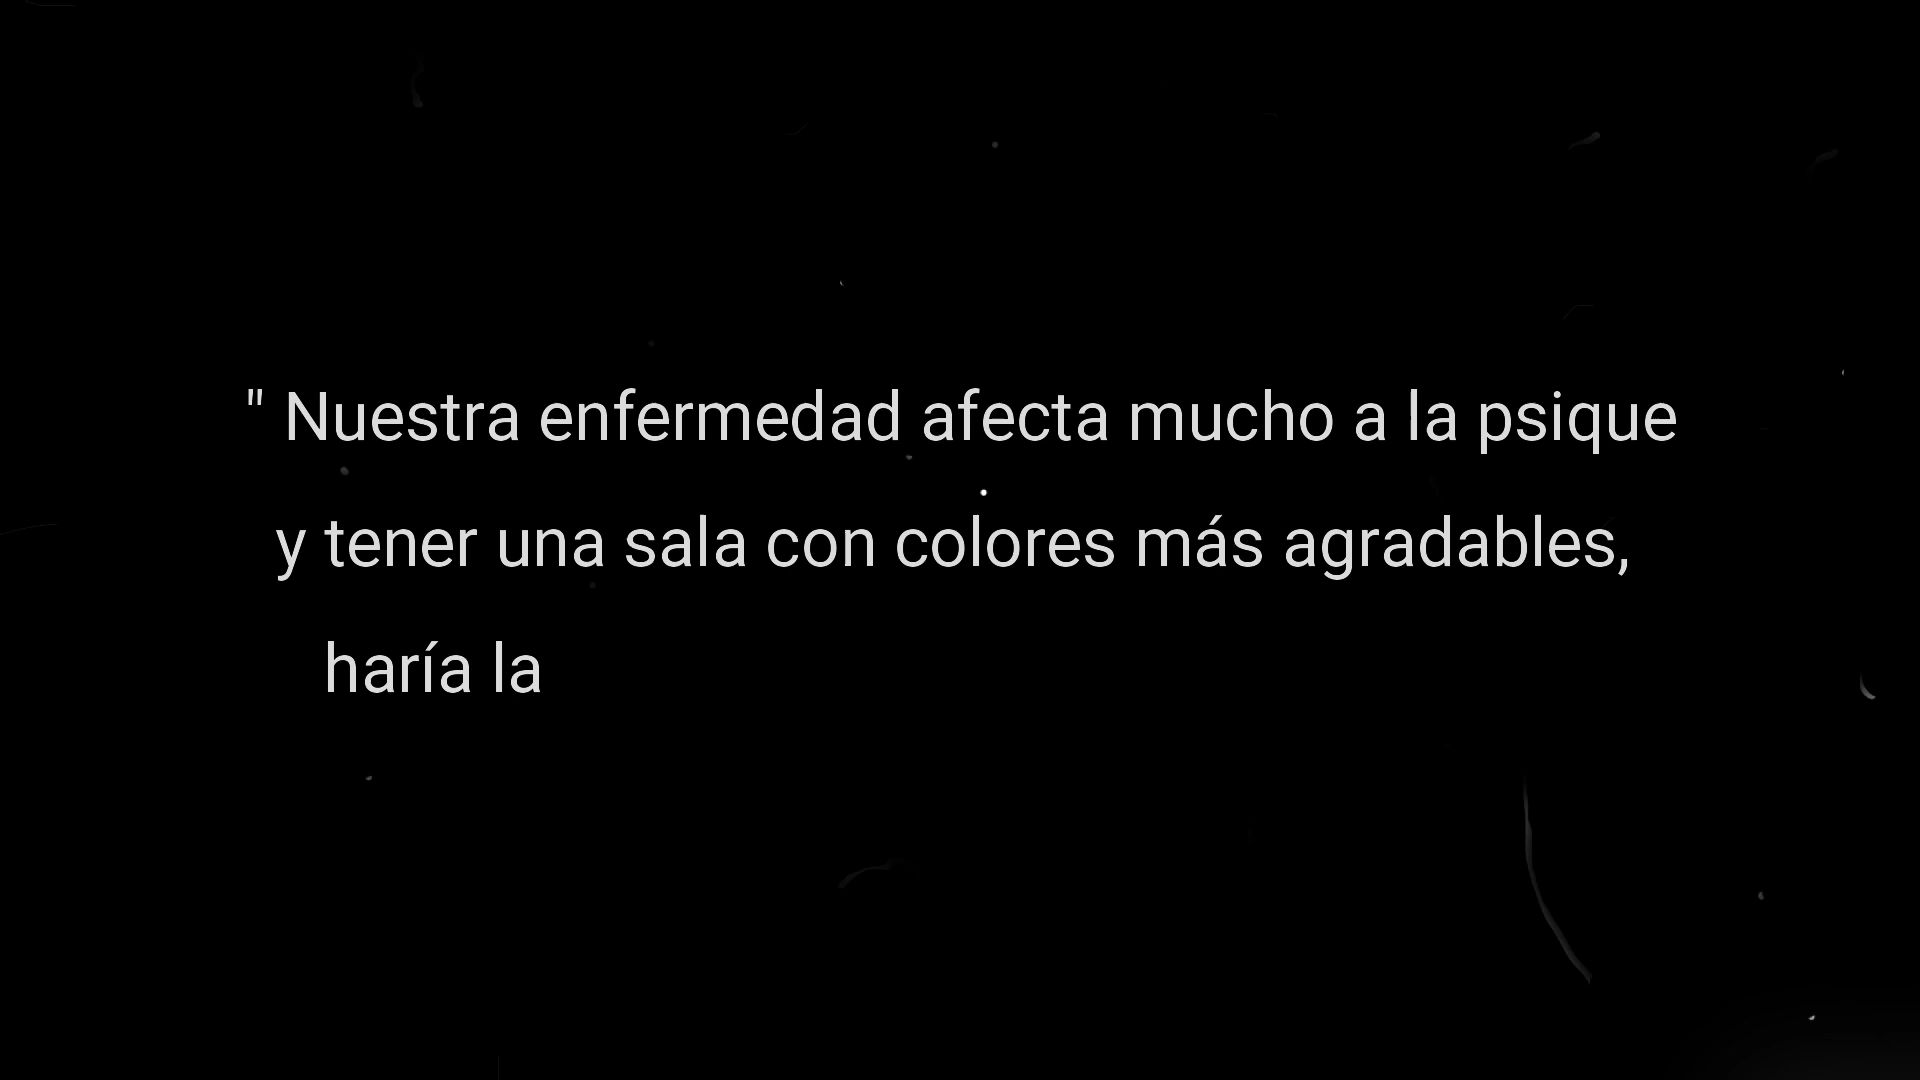 " Nuestra enfermedad afecta mucho a la psique
y tener una sala con colores más agradables,
haría la